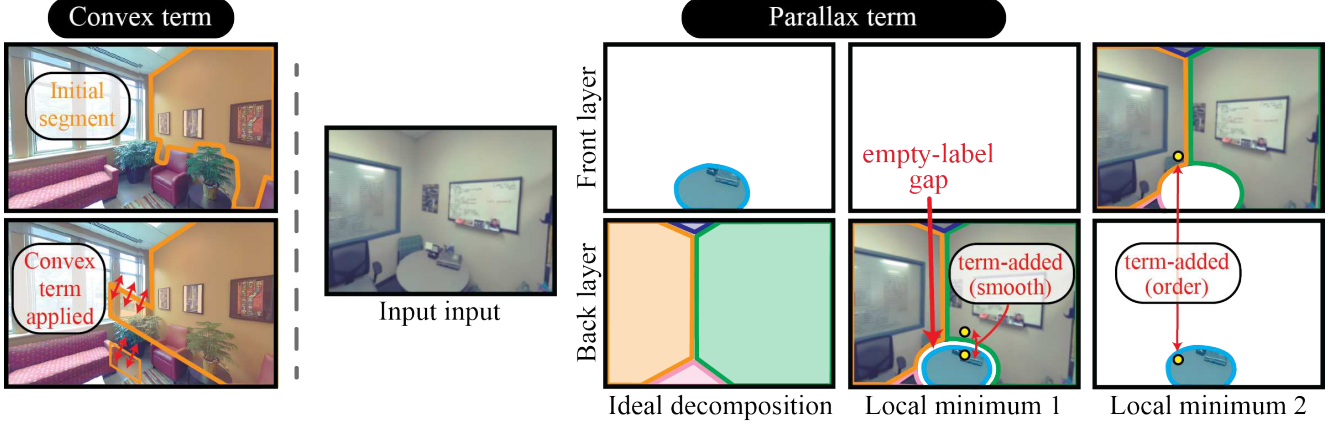 Convex term
Parallax term
Initial
segment
Convex
term
applied
Input input
Front layer
Back layer
empty-label
gap
term-added
(smooth)
term-added
(order)
Ideal decomposition
Local minimum 1
Local minimum 2